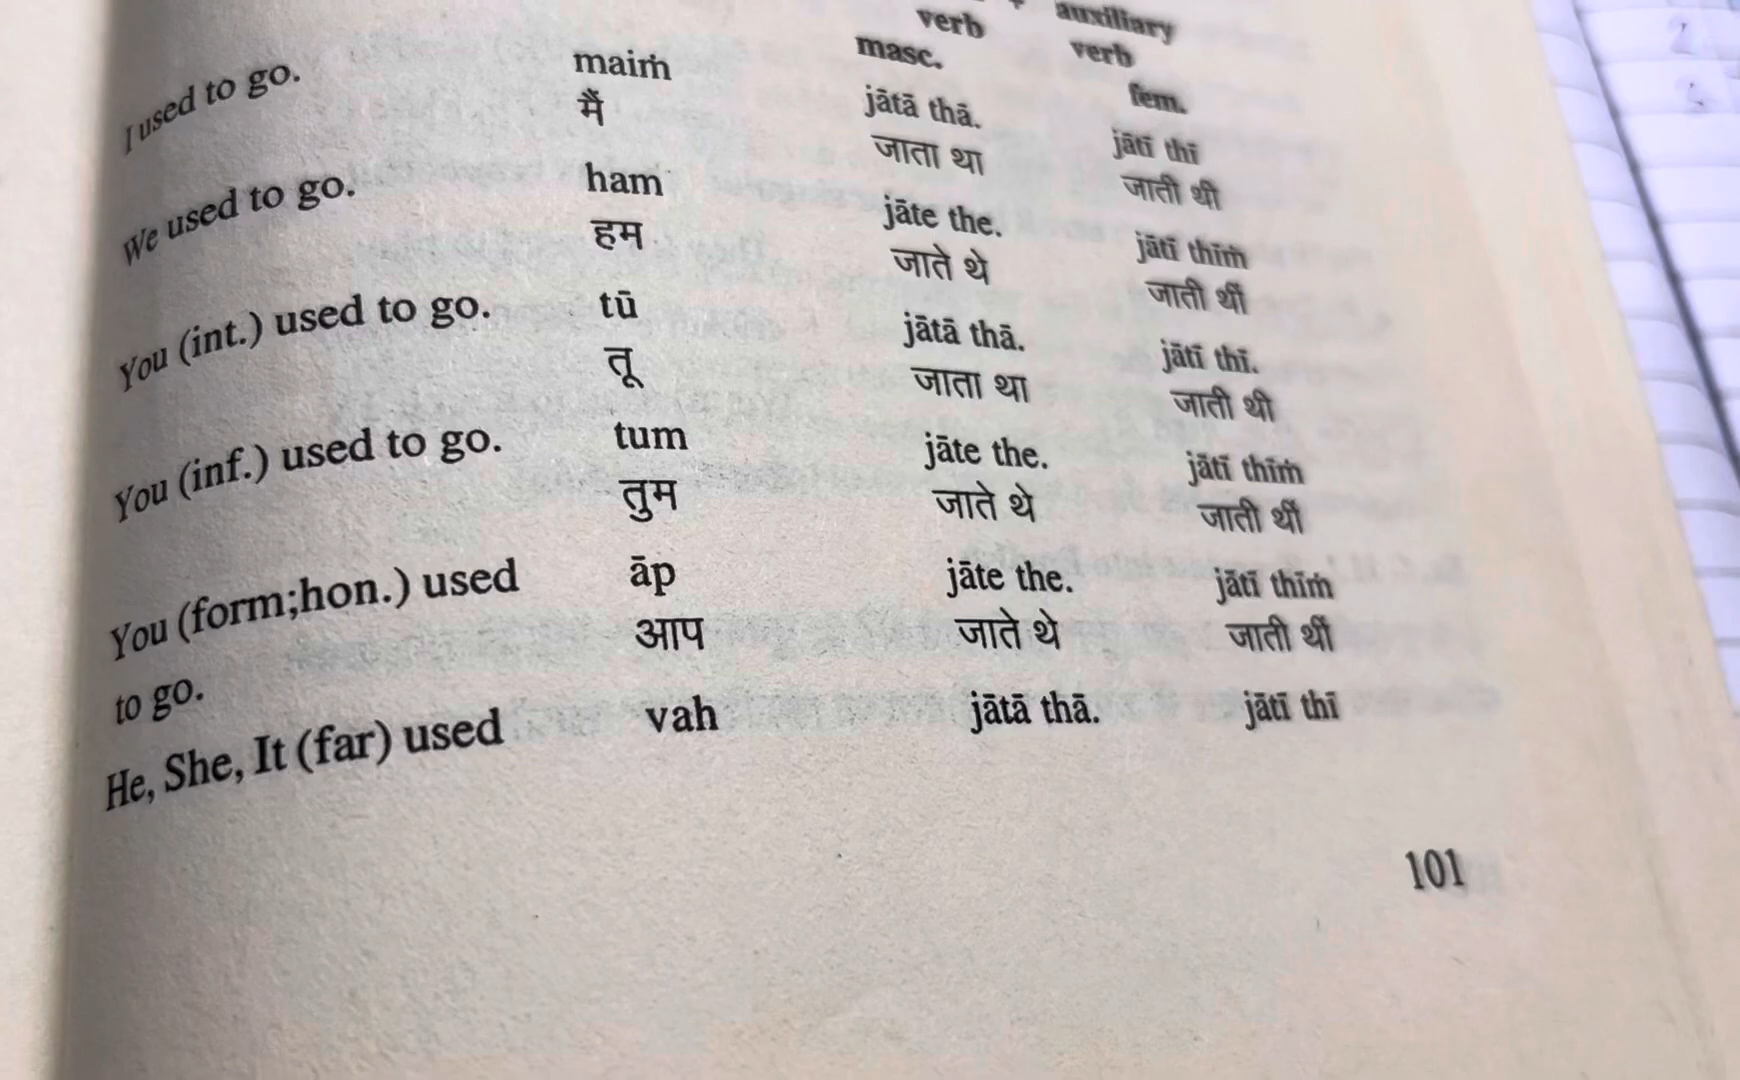 verb auxiliary
masc. verb
fem.
I used to go. maiṁ jātā thā. jātī thī
मैं जाता था जाती थी
We used to go. ham jāte the. jātī thīṁ
हम जाते थे जाती थीं
You (int.) used to go. tū jātā thā. jātī thī.
तू जाता था जाती थी
You (inf.) used to go. tum jāte the. jātī thīṁ
तुम जाते थे जाती थीं
You (form;hon.) used āp jāte the. jātī thīṁ
to go. आप जाते थे जाती थीं
He, She, It (far) used vah jātā thā. jātī thī
101